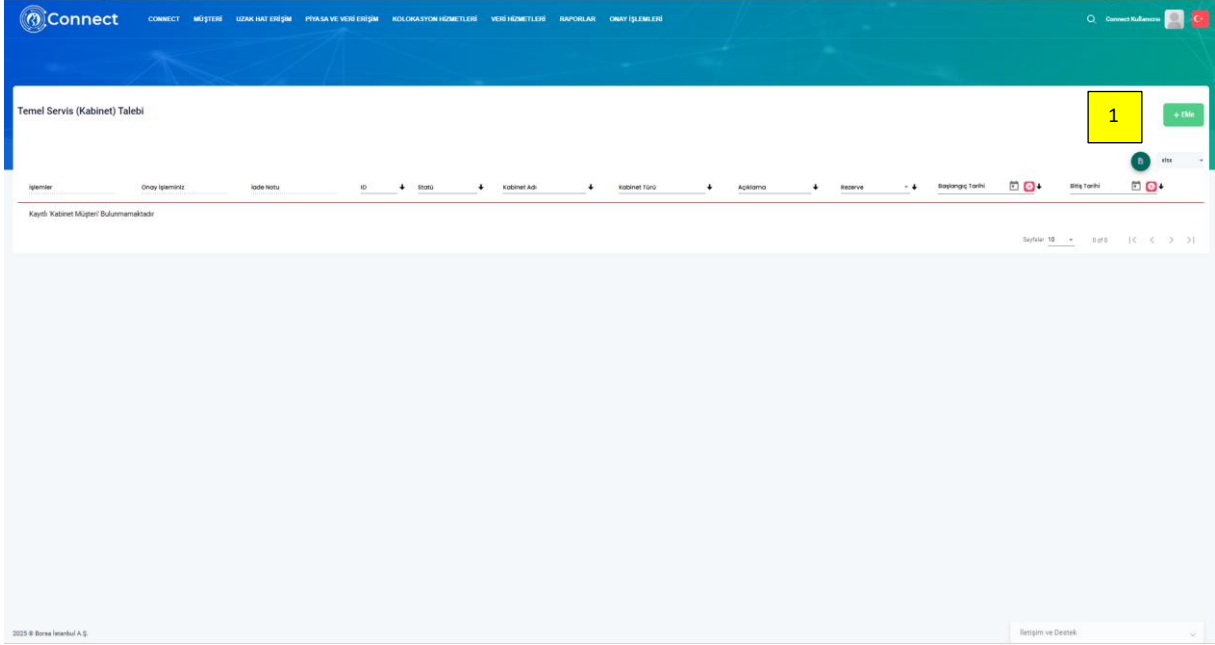 Connect CONNECT MÜŞTERİ UZAK HAT ERİŞİM PİYASA VE VERİ ERİŞİM KOLOKASYON HİZMETLERİ VERİ HİZMETLERİ RAPORLAR ONAY İŞLEMLERİ Connect Kullanıcısı
Temel Servis (Kabinet) Talebi 1 + Ekle
xlsx
İşlemler Onay İşleminiz İade Notu ID Statü Kabinet Adı Kabinet Türü Açıklama Rezerve Başlangıç Tarihi Bitiş Tarihi
Kayıtlı 'Kabinet Müşteri' Bulunmamaktadır
Sayfalar 10 0 of 0 |< < > >|
2025 © Borsa İstanbul A.Ş. İletişim ve Destek